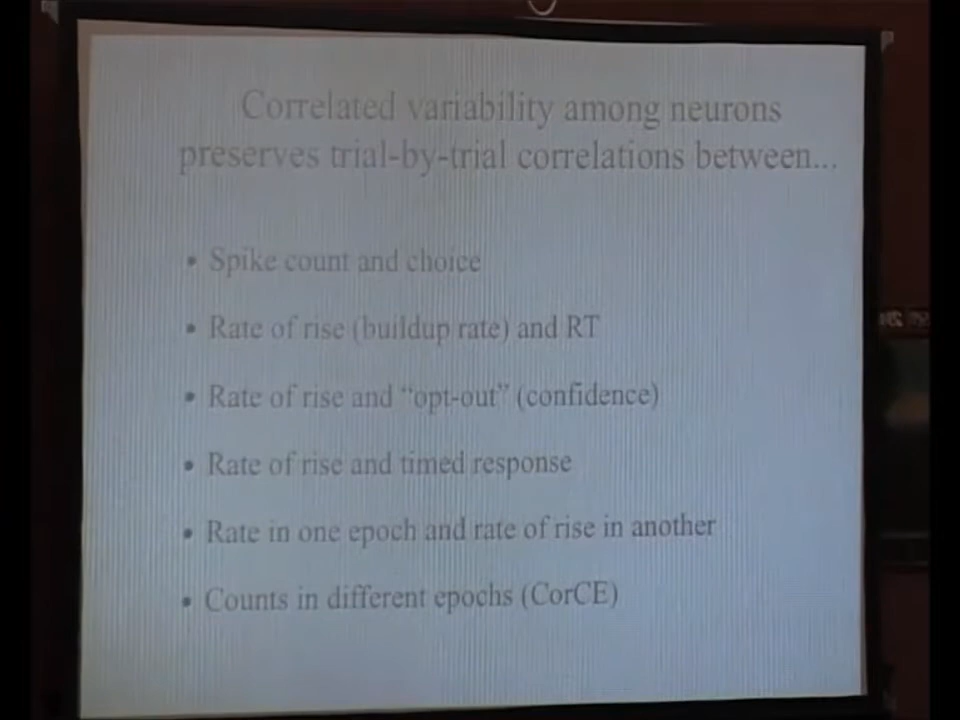 Correlated variability among neurons
preserves trial-by-trial correlations between...
• Spike count and choice
• Rate of rise (buildup rate) and RT
• Rate of rise and “opt-out” (confidence)
• Rate of rise and timed response
• Rate in one epoch and rate of rise in another
• Counts in different epochs (CorCE)